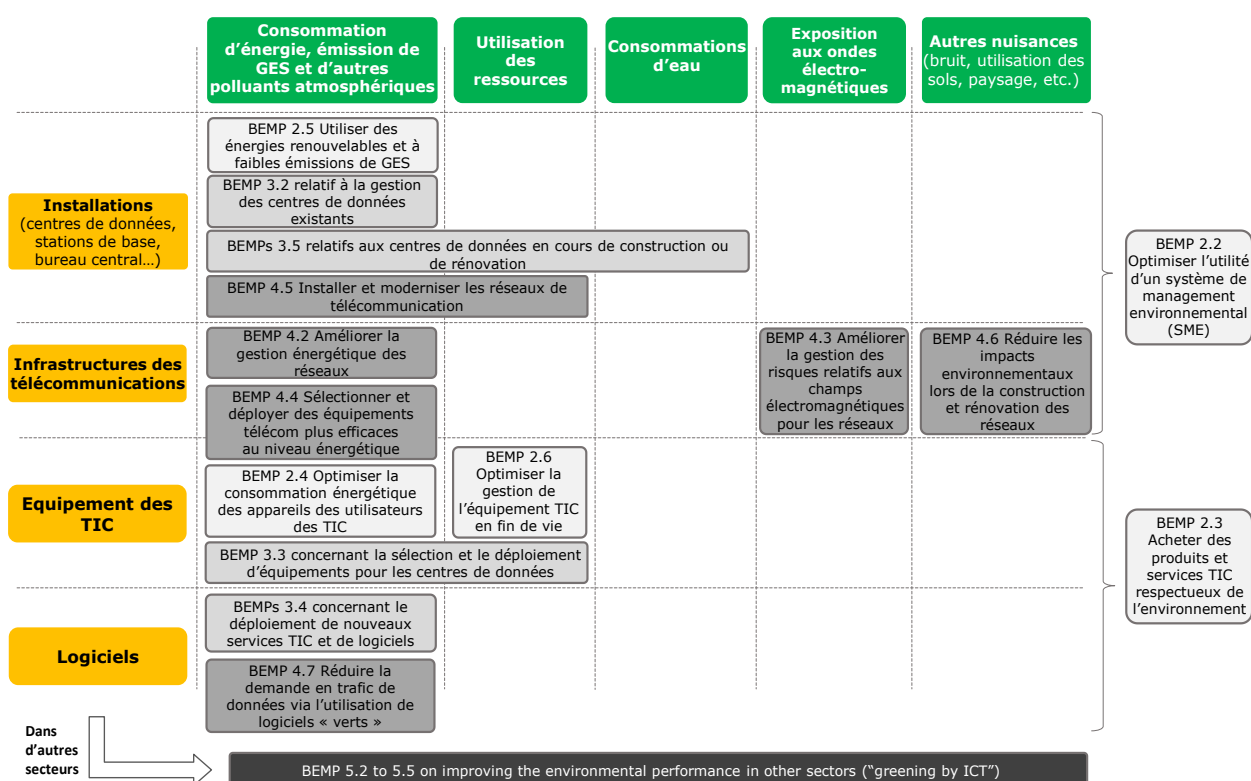 Consommation
d'énergie, émission de
GES et d'autres
polluants atmosphériques
Utilisation
des
ressources
Consommations
d'eau
Exposition
aux ondes
électro-
magnétiques
Autres nuisances
(bruit, utilisation des
sols, paysage, etc.)
Installations
(centres de données,
stations de base,
bureau central…)
BEMP 2.5 Utiliser des
énergies renouvelables et à
faibles émissions de GES
BEMP 3.2 relatif à la gestion
des centres de données
existants
BEMPs 3.5 relatifs aux centres de données en cours de construction ou
de rénovation
BEMP 4.5 Installer et moderniser les réseaux de
télécommunication
BEMP 2.2
Optimiser l'utilité
d'un système de
management
environnemental
(SME)
Infrastructures des
télécommunications
BEMP 4.2 Améliorer la
gestion énergétique des
réseaux
BEMP 4.4 Sélectionner et
déployer des équipements
télécom plus efficaces
au niveau énergétique
BEMP 4.3 Améliorer
la gestion des
risques relatifs aux
champs
électromagnétiques
pour les réseaux
BEMP 4.6 Réduire les
impacts
environnementaux
lors de la construction
et rénovation des
réseaux
Equipement des
TIC
BEMP 2.4 Optimiser la
consommation énergétique
des appareils des utilisateurs
des TIC
BEMP 2.6
Optimiser la
gestion de
l'équipement TIC
en fin de vie
BEMP 3.3 concernant la sélection et le déploiement
d'équipements pour les centres de données
BEMP 2.3
Acheter des
produits et
services TIC
respectueux de
l'environnement
Logiciels
BEMPs 3.4 concernant le
déploiement de nouveaux
services TIC et de logiciels
BEMP 4.7 Réduire la
demande en trafic de
données via l'utilisation de
logiciels « verts »
Dans
d'autres
secteurs
BEMP 5.2 to 5.5 on improving the environmental performance in other sectors ("greening by ICT")